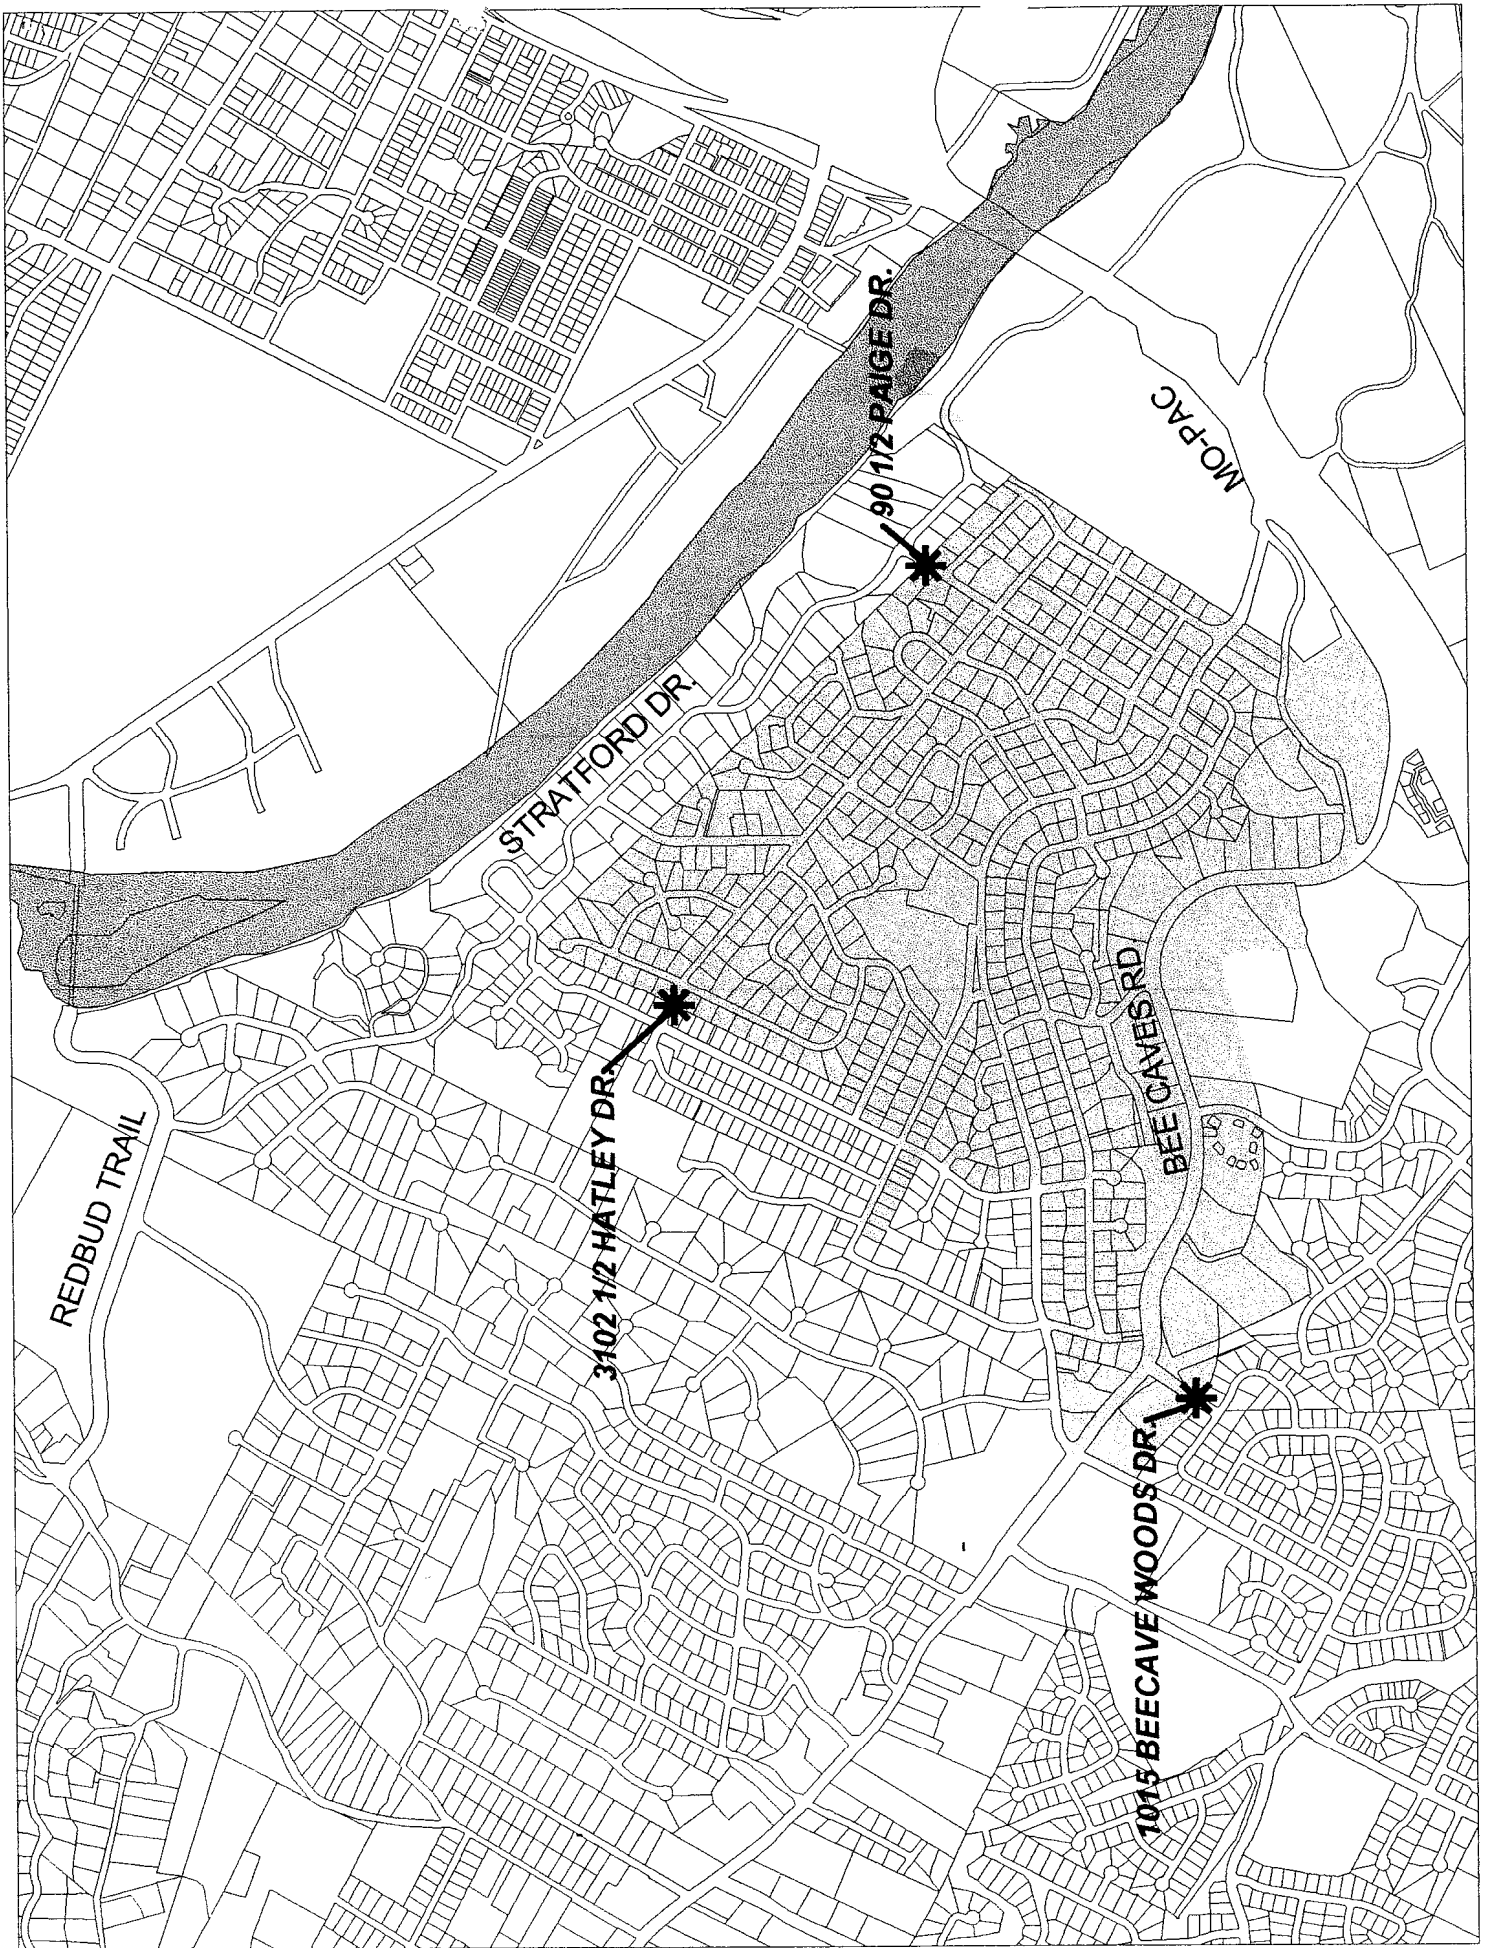 90 1/2 PAIGE DR.
MO-PAC
STRATFORD DR.
BEE CAVES RD.
3102 1/2 HATLEY DR.
REDBUD TRAIL
1015 BEECAVE WOODS DR.